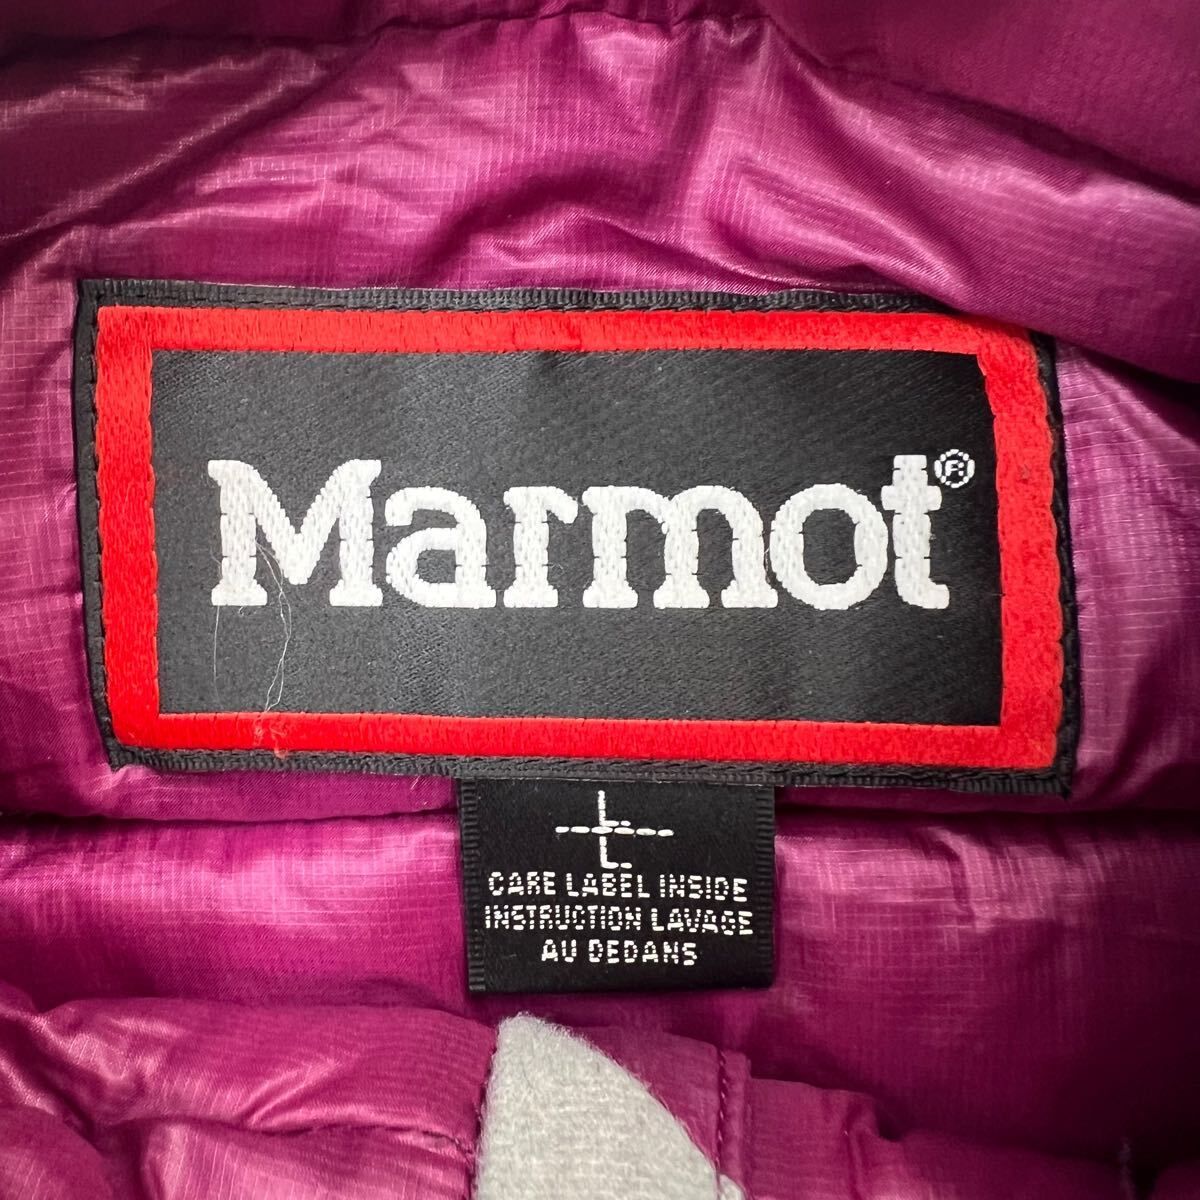 Marmot®
L
CARE LABEL INSIDE
INSTRUCTION LAVAGE
AU DEDANS